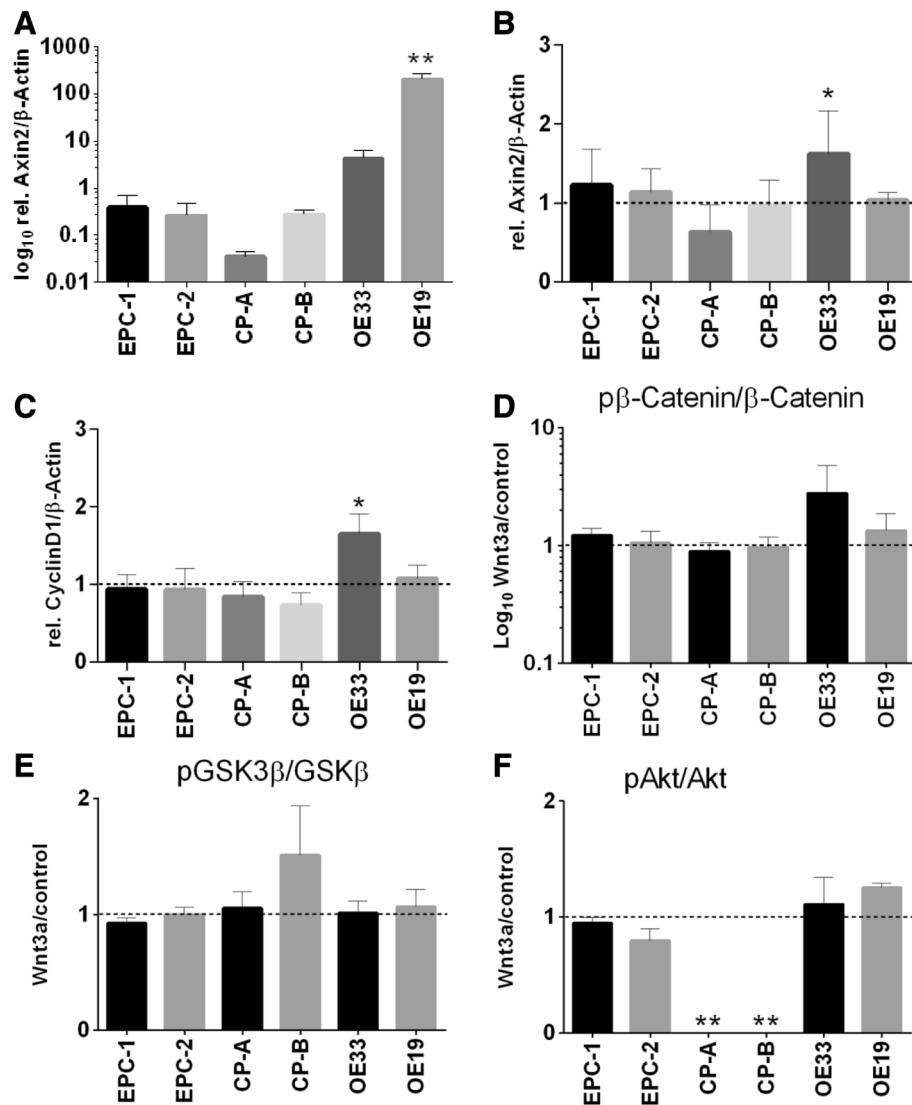 A
log₁₀ rel. Axin2/β-Actin
1000
100
10
1
0.1
0.01
**
EPC-1
EPC-2
CP-A
CP-B
OE33
OE19
B
rel. Axin2/β-Actin
3
2
1
0
*
EPC-1
EPC-2
CP-A
CP-B
OE33
OE19
C
rel. CyclinD1/β-Actin
3
2
1
0
*
EPC-1
EPC-2
CP-A
CP-B
OE33
OE19
D
pβ-Catenin/β-Catenin
Log₁₀ Wnt3a/control
10
1
0.1
EPC-1
EPC-2
CP-A
CP-B
OE33
OE19
E
pGSK3β/GSKβ
Wnt3a/control
2
1
0
EPC-1
EPC-2
CP-A
CP-B
OE33
OE19
F
pAkt/Akt
Wnt3a/control
2
1
0
** **
EPC-1
EPC-2
CP-A
CP-B
OE33
OE19